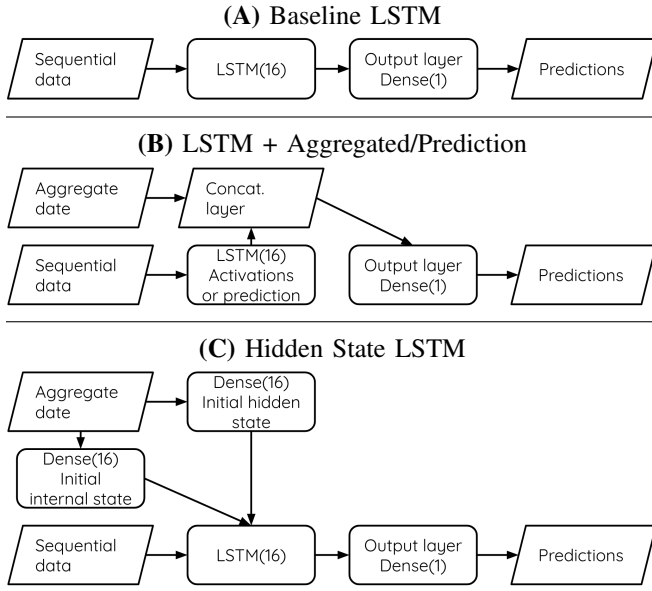 (A) Baseline LSTM
Sequential
data
LSTM(16)
Output layer
Dense(1)
Predictions
(B) LSTM + Aggregated/Prediction
Aggregate
date
Concat.
layer
Sequential
data
LSTM(16)
Activations
or prediction
Output layer
Dense(1)
Predictions
(C) Hidden State LSTM
Aggregate
date
Dense(16)
Initial hidden
state
Dense(16)
Initial
internal state
Sequential
data
LSTM(16)
Output layer
Dense(1)
Predictions